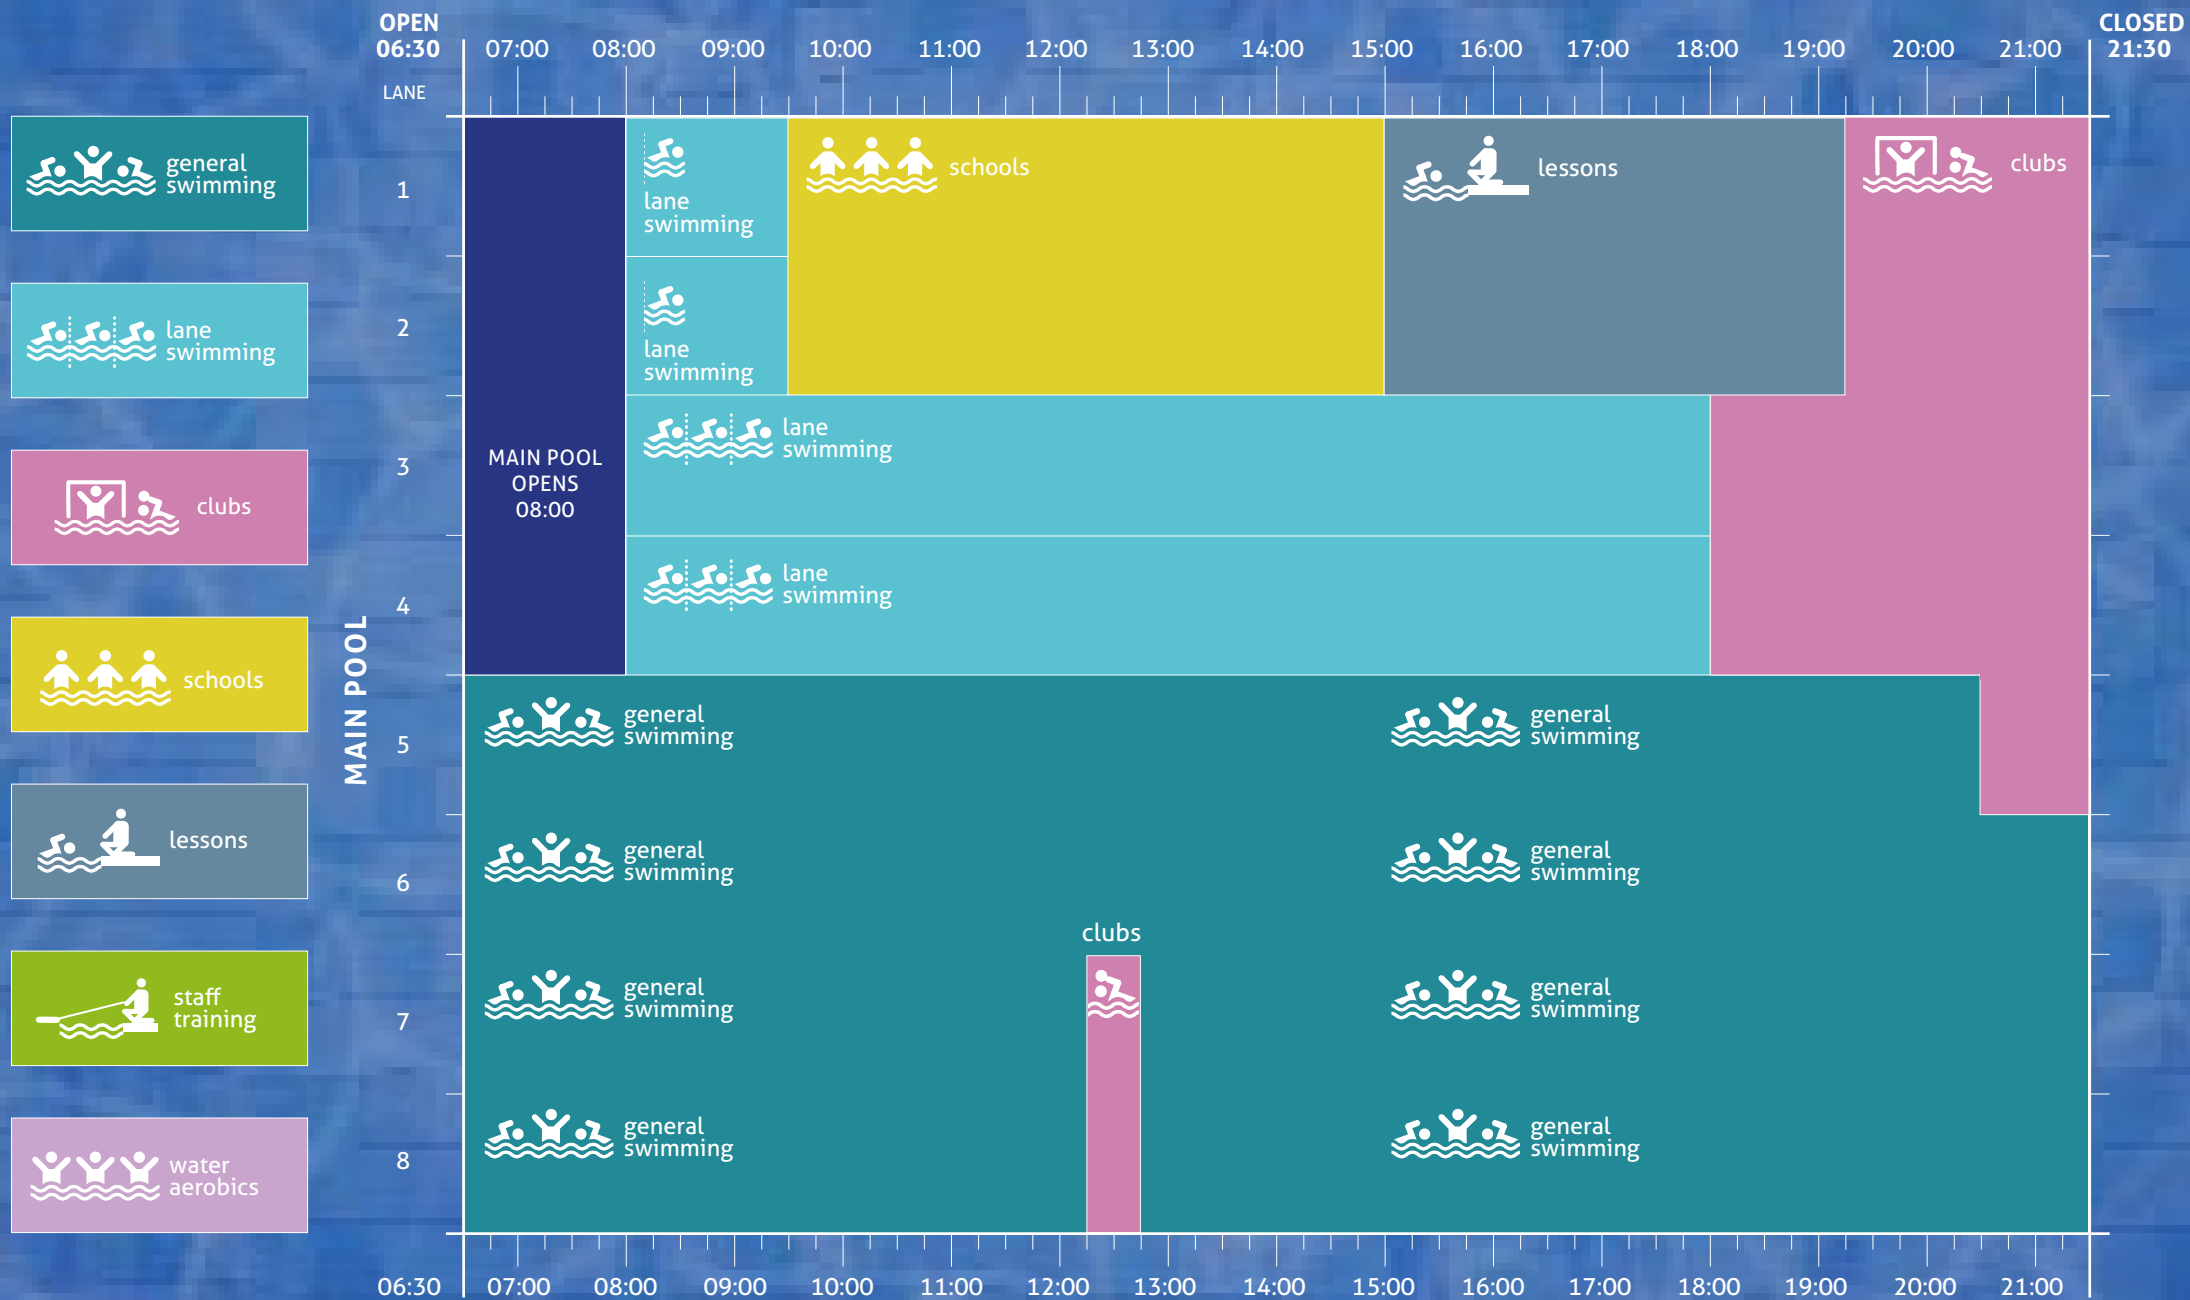 OPEN
06:30 07:00 08:00 09:00 10:00 11:00 12:00 13:00 14:00 15:00 16:00 17:00 18:00 19:00 20:00 21:00
CLOSED
21:30
LANE
general
swimming
lane
swimming
clubs
schools
lessons
staff
training
water
aerobics
MAIN POOL
1
2
3
4
5
6
7
8
MAIN POOL
OPENS
08:00
lane
swimming
lane
swimming
schools
lessons
clubs
lane
swimming
lane
swimming
general
swimming
general
swimming
general
swimming
general
swimming
clubs
general
swimming
general
swimming
general
swimming
general
swimming
06:30 07:00 08:00 09:00 10:00 11:00 12:00 13:00 14:00 15:00 16:00 17:00 18:00 19:00 20:00 21:00